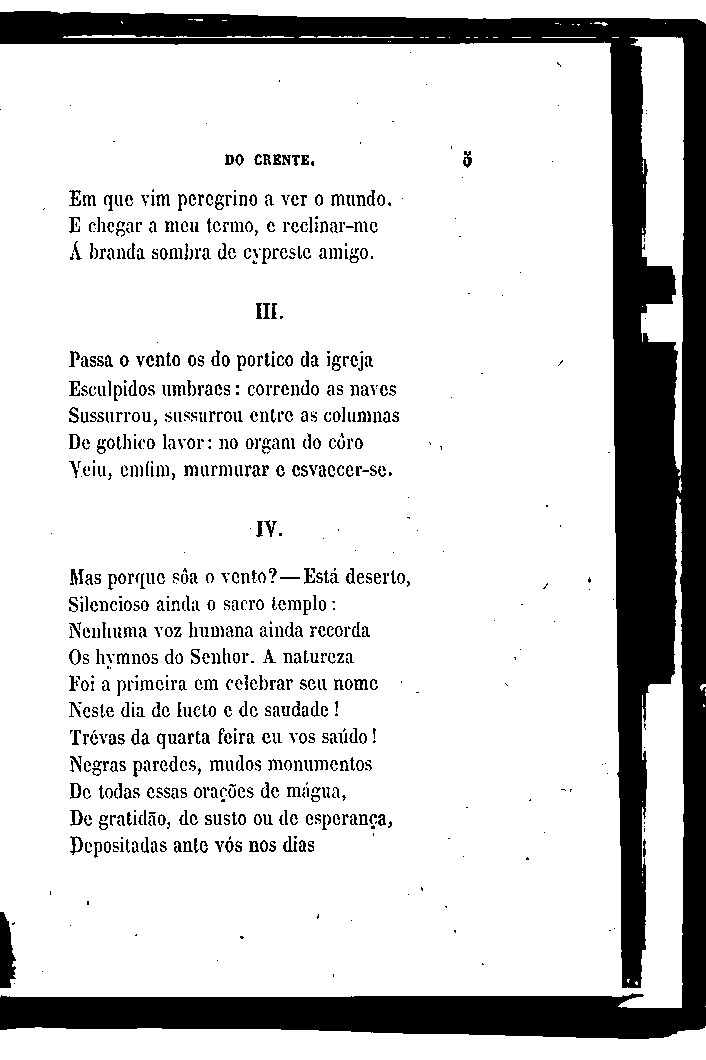 DO CRENTE. 5
Em que vim peregrino a ver o mundo.
E chegar a meu termo, e reclinar-me
Á branda sombra de cypreste amigo.
III.
Passa o vento os do portico da igreja
Esculpidos umbraes: correndo as naves
Sussurrou, sussurrou entre as columnas
De gothico lavor: no orgam do côro
Veiu, emfim, murmurar e esvaecer-se.
IV.
Mas porque sôa o vento?—Está deserto,
Silencioso ainda o sacro templo:
Nenhuma voz humana ainda recorda
Os hymnos do Senhor. A natureza
Foi a primeira em celebrar seu nome
Neste dia de lucto e de saudade!
Trévas da quarta feira eu vos saúdo!
Negras paredes, mudos monumentos
De todas essas orações de mágua,
De gratidão, de susto ou de esperança,
Depositadas ante vós nos dias